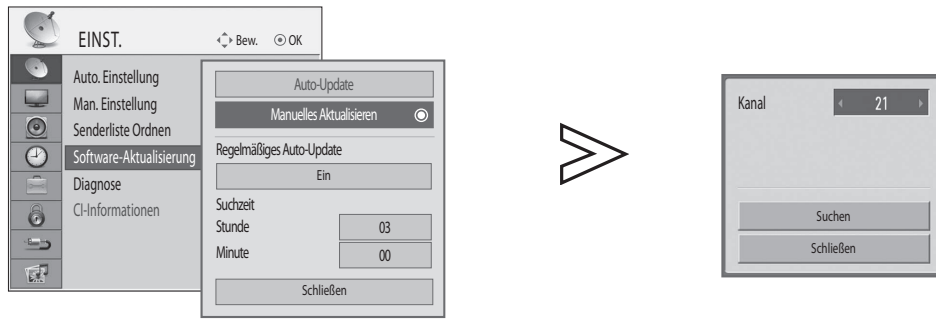 EINST.
Bew. OK
Auto. Einstellung
Man. Einstellung
Senderliste Ordnen
Software-Aktualisierung
Diagnose
CI-Informationen
Auto-Update
Manuelles Aktualisieren
Regelmäßiges Auto-Update
Ein
Suchzeit
Stunde 03
Minute 00
Schließen
Kanal 21
Suchen
Schließen